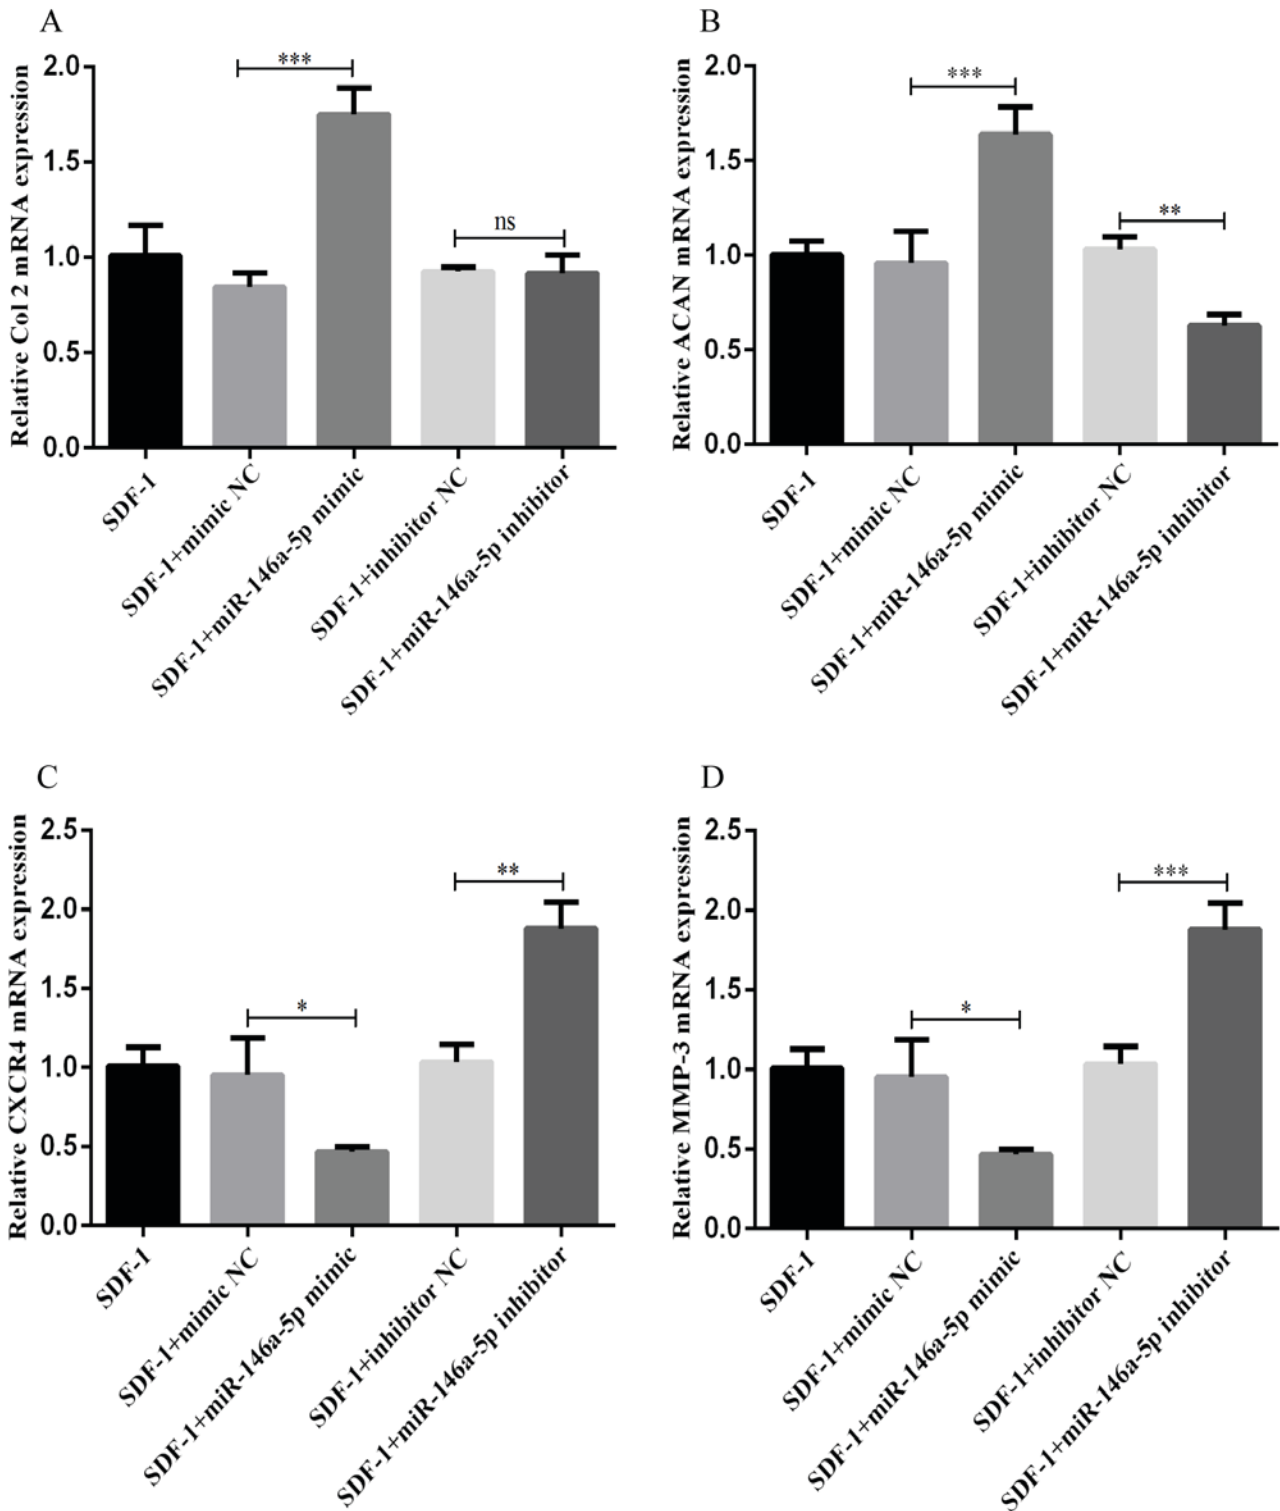 A
Relative Col 2 mRNA expression
2.0
1.5
1.0
0.5
0.0
***
ns
SDF-1
SDF-1+mimic NC
SDF-1+miR-146a-5p mimic
SDF-1+inhibitor NC
SDF-1+miR-146a-5p inhibitor
B
Relative ACAN mRNA expression
2.0
1.5
1.0
0.5
0.0
***
**
SDF-1
SDF-1+mimic NC
SDF-1+miR-146a-5p mimic
SDF-1+inhibitor NC
SDF-1+miR-146a-5p inhibitor
C
Relative CXCR4 mRNA expression
2.5
2.0
1.5
1.0
0.5
0.0
*
**
SDF-1
SDF-1+mimic NC
SDF-1+miR-146a-5p mimic
SDF-1+inhibitor NC
SDF-1+miR-146a-5p inhibitor
D
Relative MMP-3 mRNA expression
2.5
2.0
1.5
1.0
0.5
0.0
*
***
SDF-1
SDF-1+mimic NC
SDF-1+miR-146a-5p mimic
SDF-1+inhibitor NC
SDF-1+miR-146a-5p inhibitor